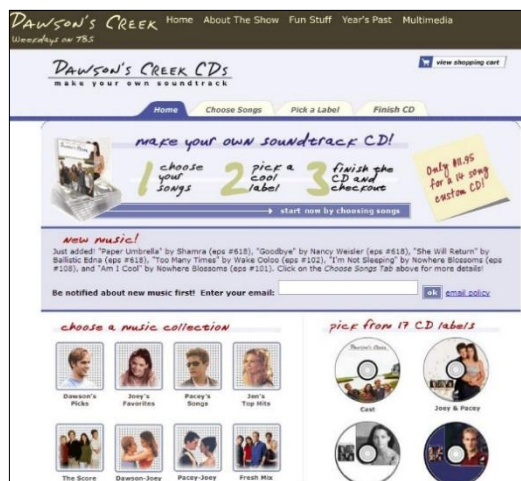 DAWSON'S CREEK Home About The Show Fun Stuff Year's Past Multimedia
Weekdays on TBS
DAWSON'S CREEK CDs
make your own soundtrack
view shopping cart
Home Choose Songs Pick a Label Finish CD
make your own soundtrack CD!
1 choose your songs
2 pick a cool label
3 finish the CD and checkout
Only $11.95
for a 14 song
custom CD!
start now by choosing songs
new music!
Just added! "Paper Umbrella" by Shamra (eps #618), "Goodbye" by Nancy Weisler (eps #618), "She Will Return" by
Ballistic Edna (eps #618), "Too Many Times" by Wake Ooloo (eps #102), "I'm Not Sleeping" by Nowhere Blossoms (eps
#108), and "Am I Cool" by Nowhere Blossoms (eps #101). Click on the Choose Songs Tab above for more details!
Be notified about new music first! Enter your email: ok email policy
choose a music collection
pick from 17 CD labels
Dawson's Picks
Joey's Favorites
Pacey's Songs
Jen's Top Hits
Cast
Joey & Pacey
The Score
Dawson-Joey
Pacey-Joey
Fresh Mix